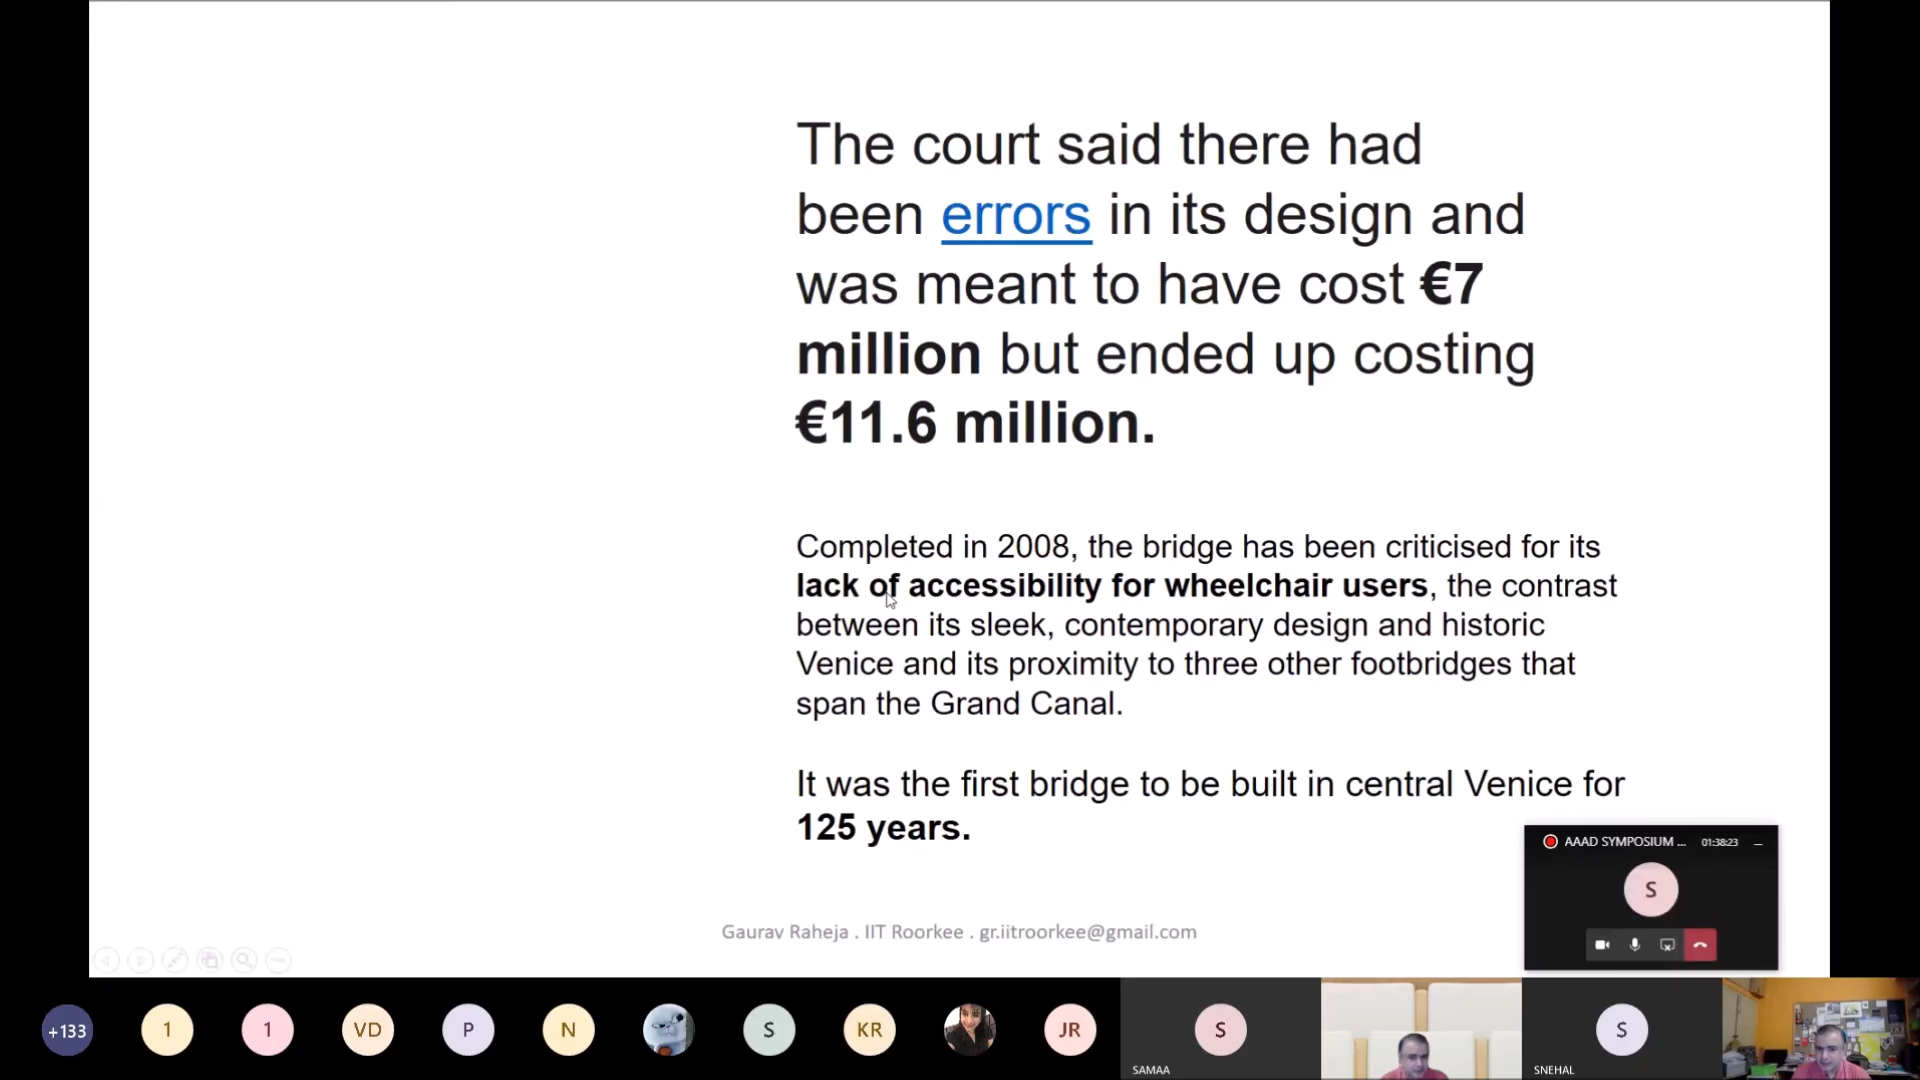 The court said there had
been errors in its design and
was meant to have cost €7
million but ended up costing
€11.6 million.
Completed in 2008, the bridge has been criticised for its
lack of accessibility for wheelchair users, the contrast
between its sleek, contemporary design and historic
Venice and its proximity to three other footbridges that
span the Grand Canal.
It was the first bridge to be built in central Venice for
125 years.
AAAD SYMPOSIUM ... 01:38:23
S
Gaurav Raheja . IIT Roorkee . gr.iitroorkee@gmail.com
+133 1 1 VD P N S KR JR S S
SAMAA SNEHAL